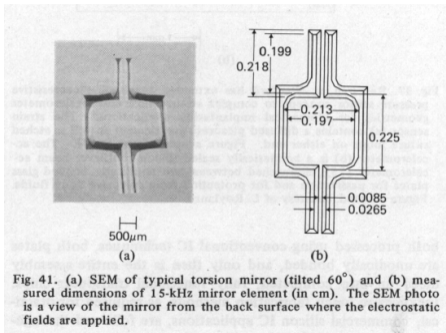 0.199
0.218
0.213
0.197
0.225
0.0085
0.0265
500μm
(a)
(b)
Fig. 41. (a) SEM of typical torsion mirror (tilted 60°) and (b) mea-
sured dimensions of 15-kHz mirror element (in cm). The SEM photo
is a view of the mirror from the back surface where the electrostatic
fields are applied.